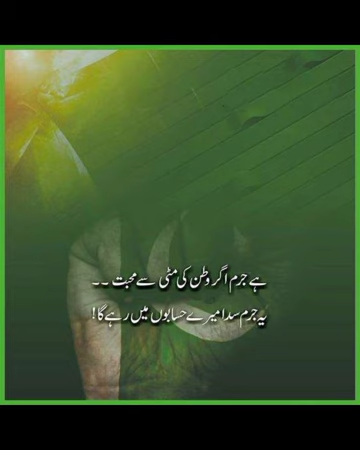 ہے جرم اگر وطن کی مٹی سے محبت ۔۔
یہ جرم سدا میرے حسابوں میں رہے گا!